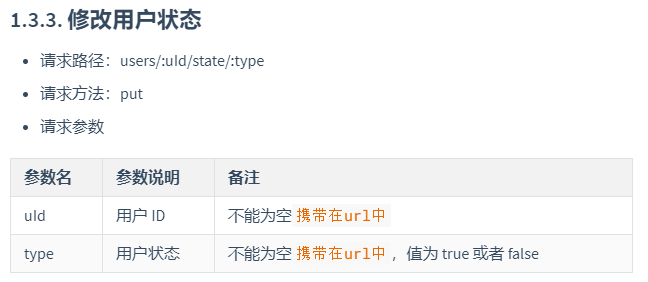 1.3.3. 修改用户状态
请求路径：users/:uId/state/:type
请求方法：put
请求参数
参数名 参数说明 备注
uId 用户 ID 不能为空 携带在url中
type 用户状态 不能为空 携带在url中 ，值为 true 或者 false